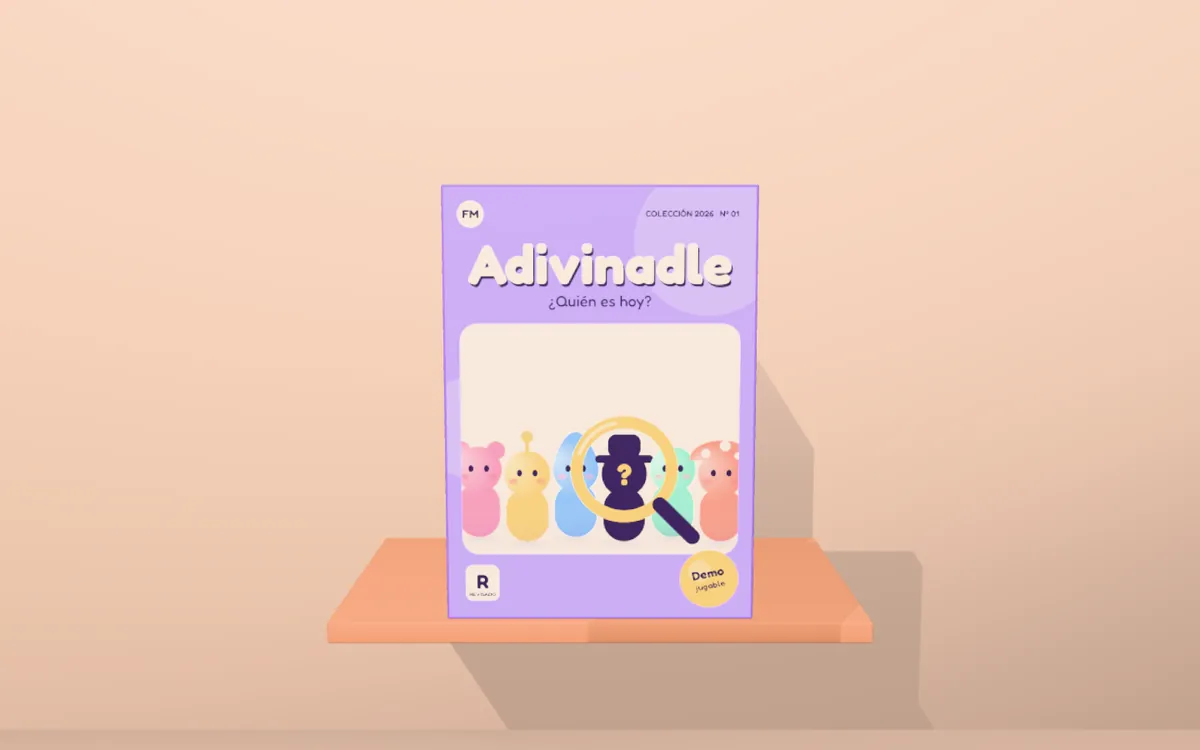 FM
COLECCIÓN 2026 Nº 01
Adivinadle
¿Quién es hoy?
?
Demo
jugable
R